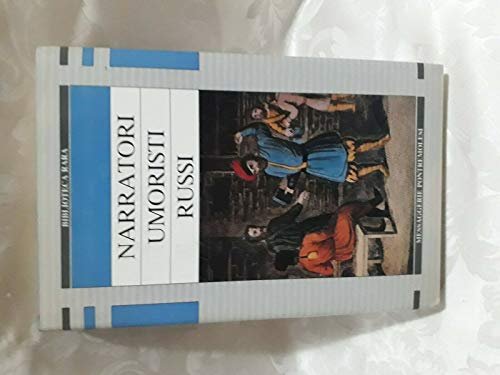 BIBLIOTECA RARA
NARRATORI
UMORISTI
RUSSI
MESSAGGERIE PONTREMOLESI